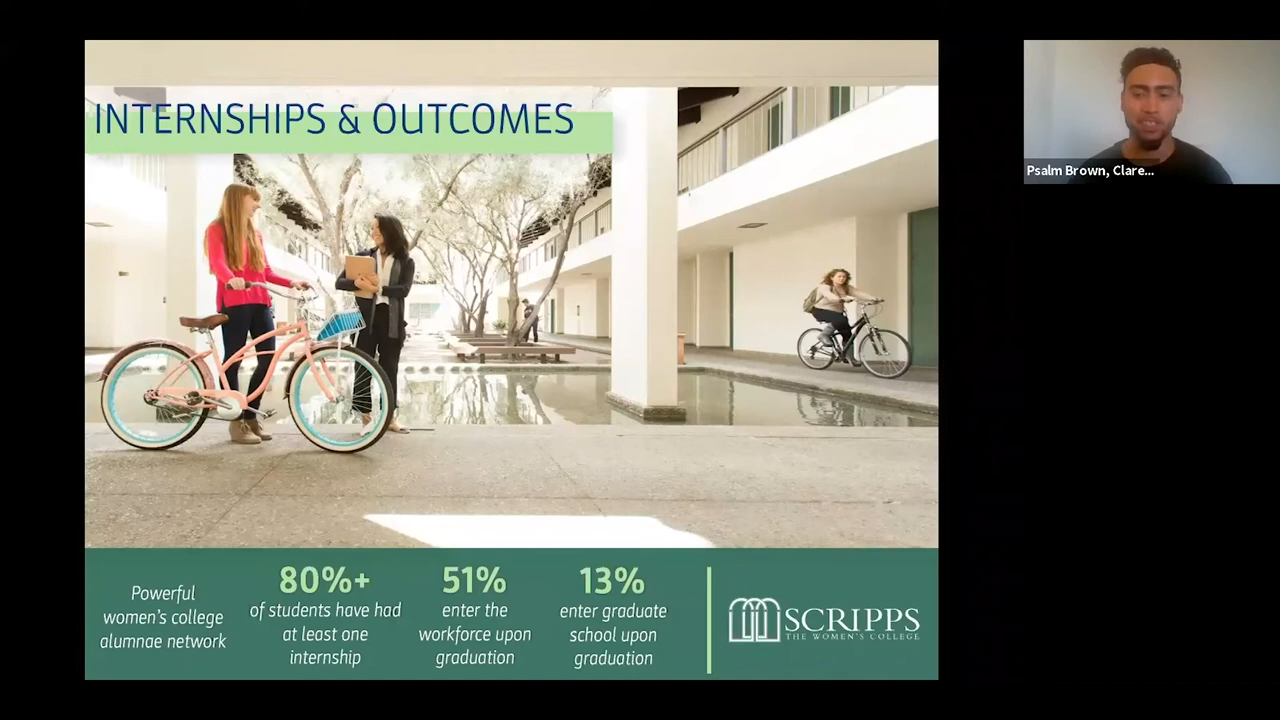 INTERNSHIPS & OUTCOMES
Psalm Brown, Clare...
Powerful
women's college
alumnae network
80%+
of students have had
at least one
internship
51%
enter the
workforce upon
graduation
13%
enter graduate
school upon
graduation
SCRIPPS
THE WOMEN'S COLLEGE